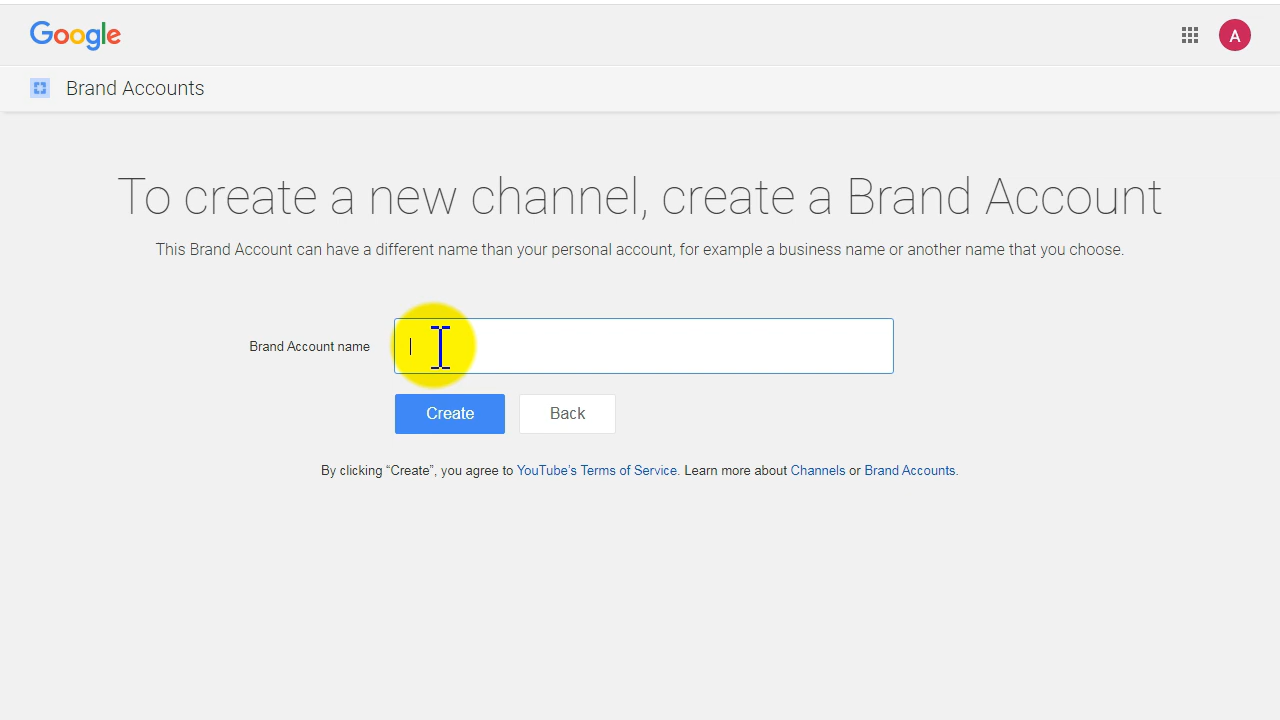 Google
A
Brand Accounts
To create a new channel, create a Brand Account
This Brand Account can have a different name than your personal account, for example a business name or another name that you choose.
Brand Account name
Create Back
By clicking “Create”, you agree to YouTube's Terms of Service. Learn more about Channels or Brand Accounts.